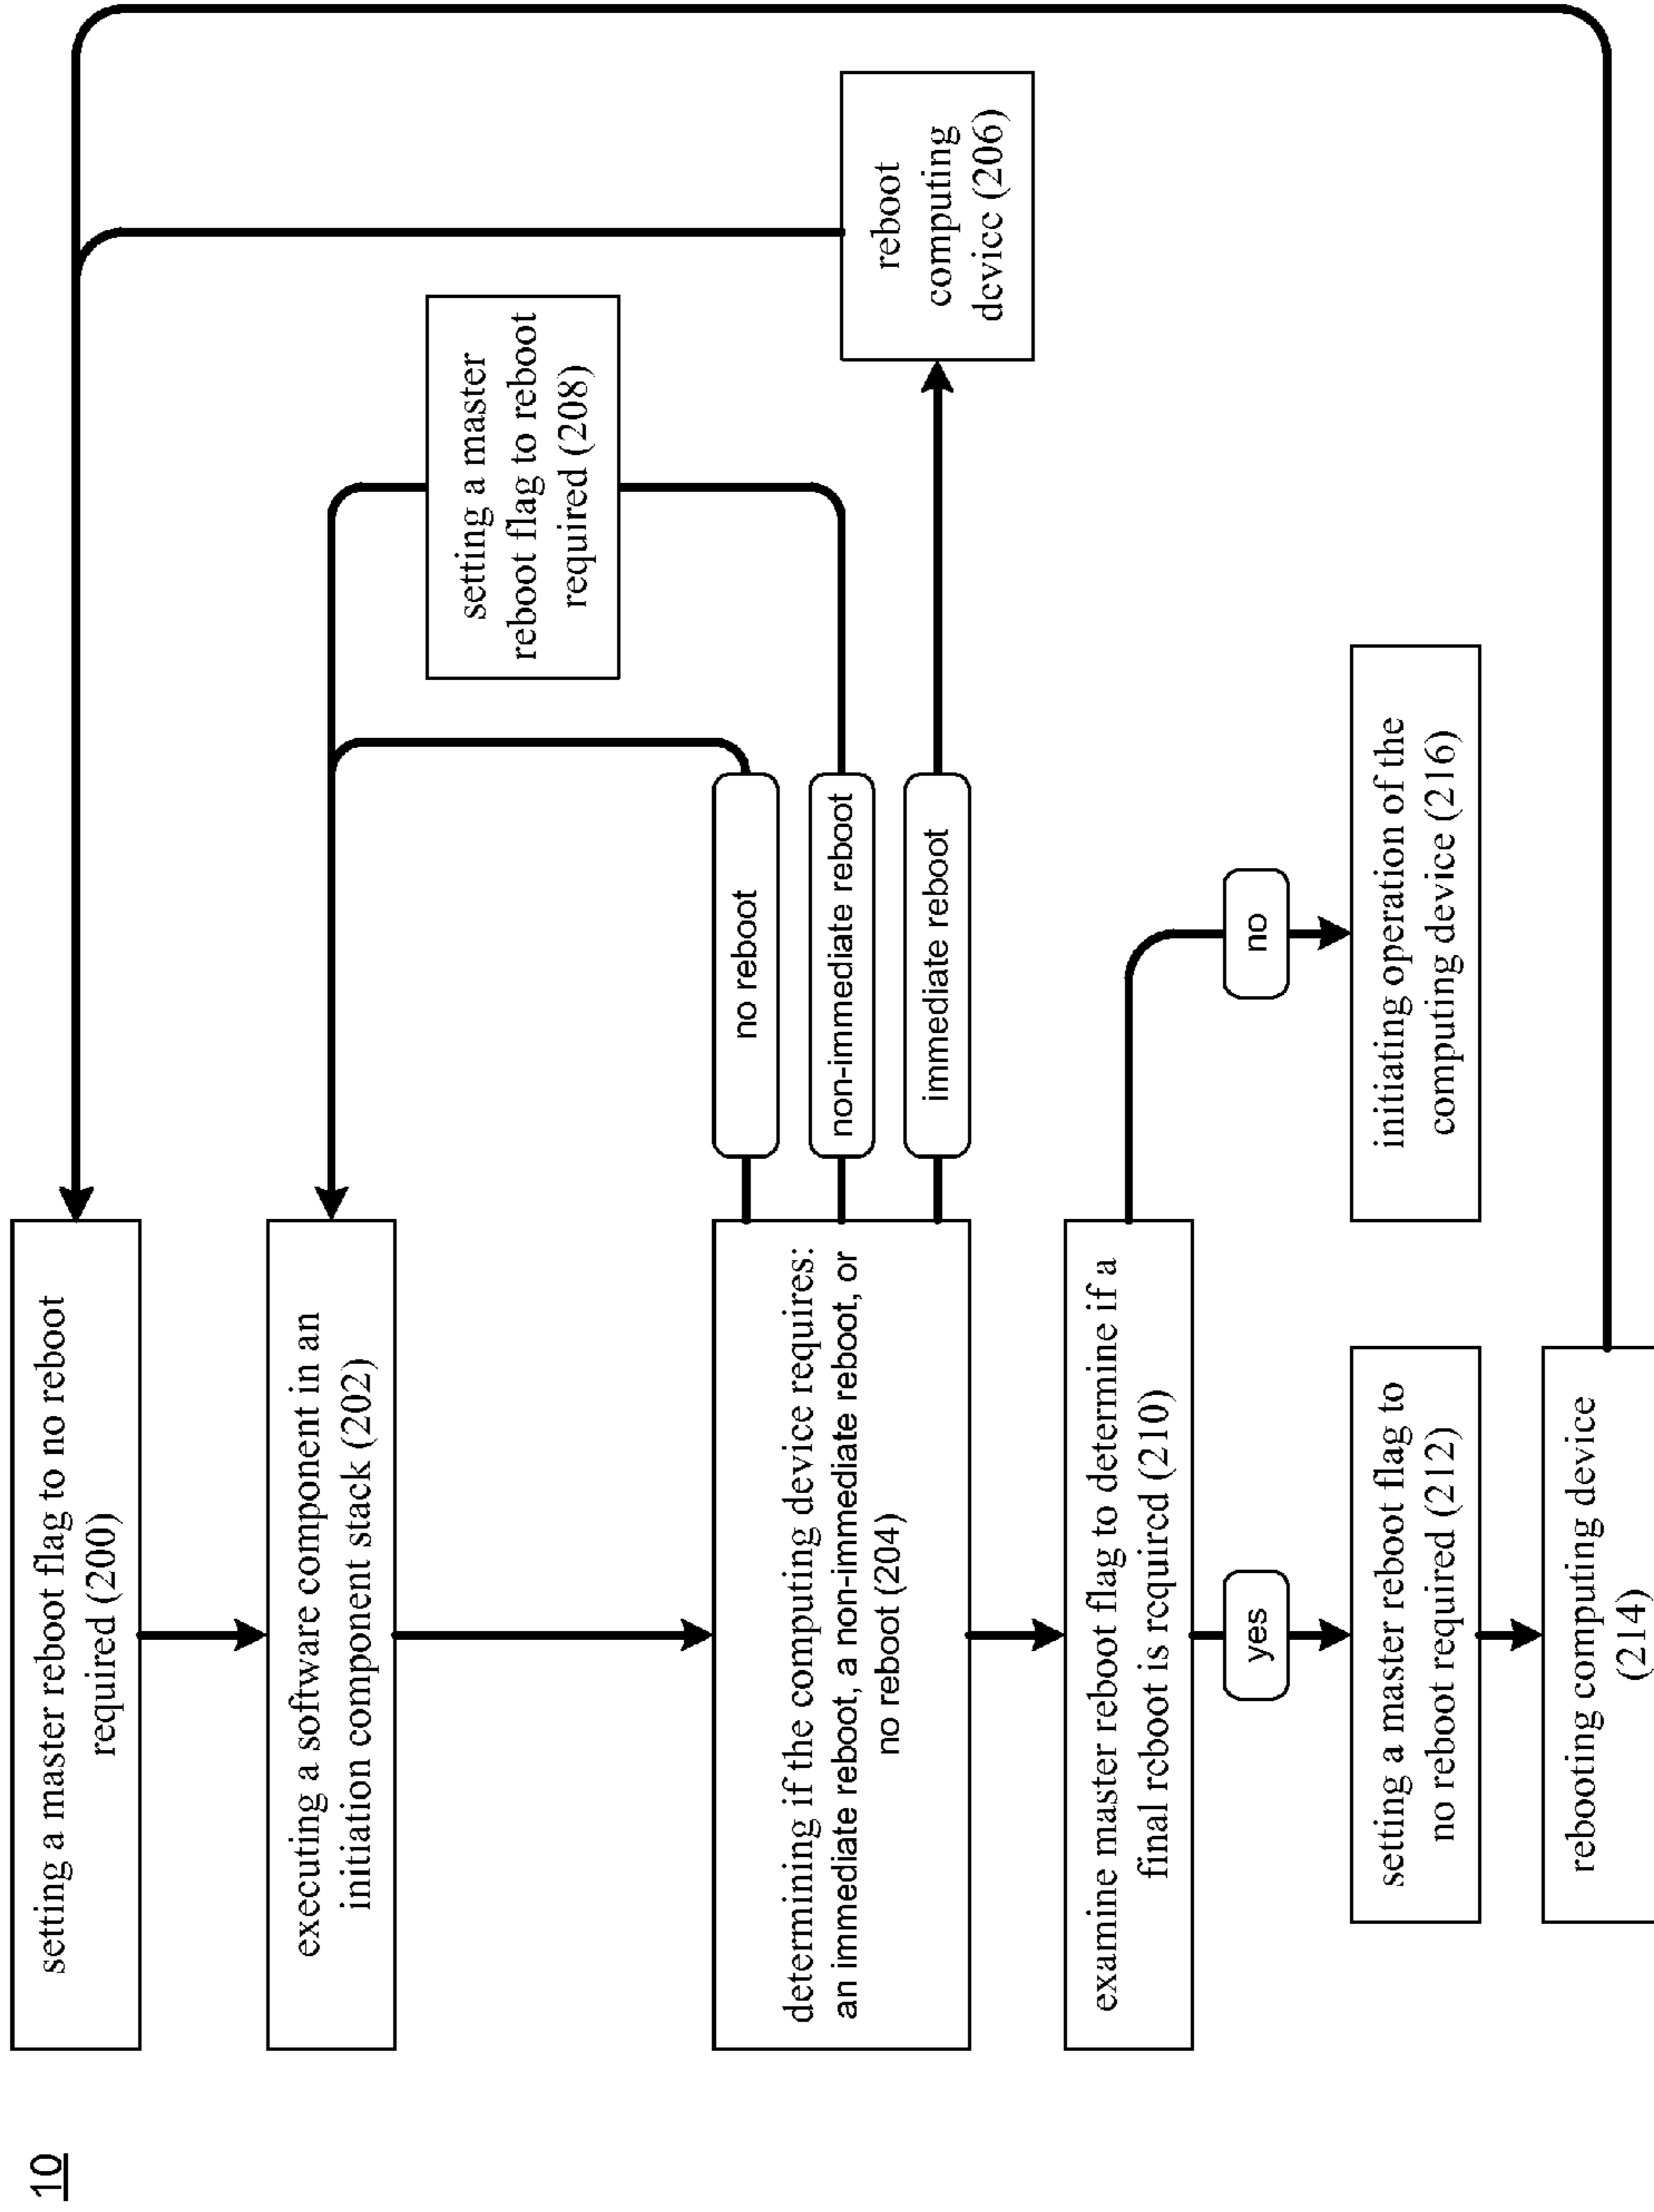 10
setting a master reboot flag to no reboot
required (200)
executing a software component in an
initiation component stack (202)
setting a master
reboot flag to reboot
required (208)
determining if the computing device requires:
an immediate reboot, a non-immediate reboot, or
no reboot (204)
no reboot
non-immediate reboot
immediate reboot
reboot
computing
device (206)
examine master reboot flag to determine if a
final reboot is required (210)
yes
no
setting a master reboot flag to
no reboot required (212)
initiating operation of the
computing device (216)
rebooting computing device
(214)